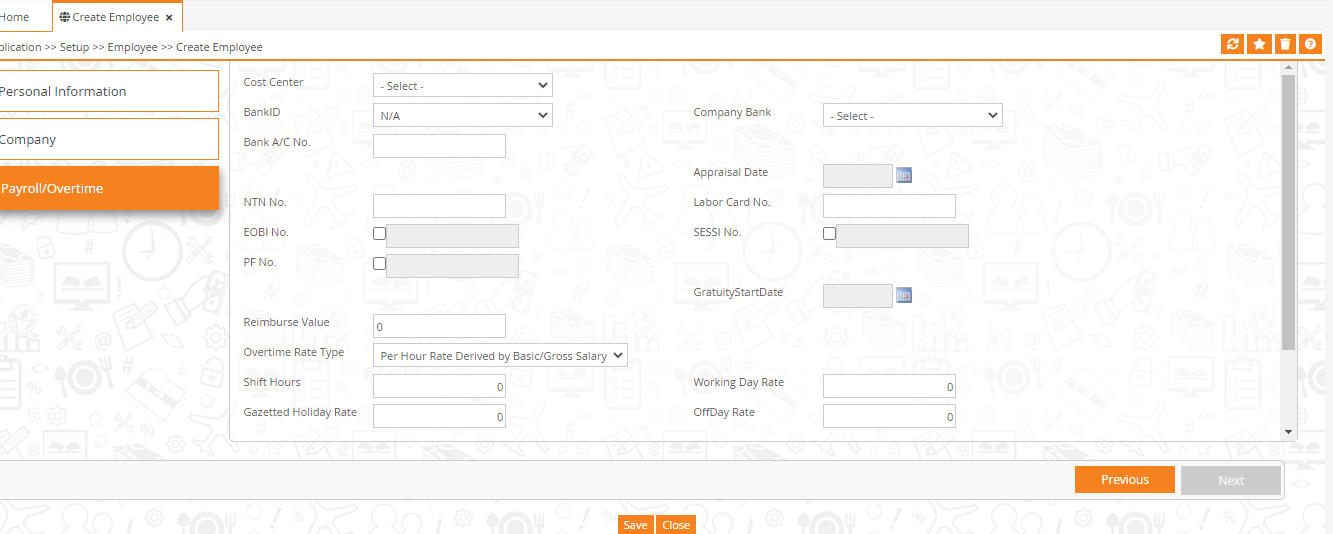 Home
Create Employee ×
plication >> Setup >> Employee >> Create Employee
Personal Information
Company
Payroll/Overtime
Cost Center - Select -
BankID N/A Company Bank - Select -
Bank A/C No.
Appraisal Date
NTN No. Labor Card No.
EOBI No. SESSI No.
PF No.
GratuityStartDate
Reimburse Value 0
Overtime Rate Type Per Hour Rate Derived by Basic/Gross Salary
Shift Hours 0 Working Day Rate 0
Gazetted Holiday Rate 0 OffDay Rate 0
Previous Next
Save Close